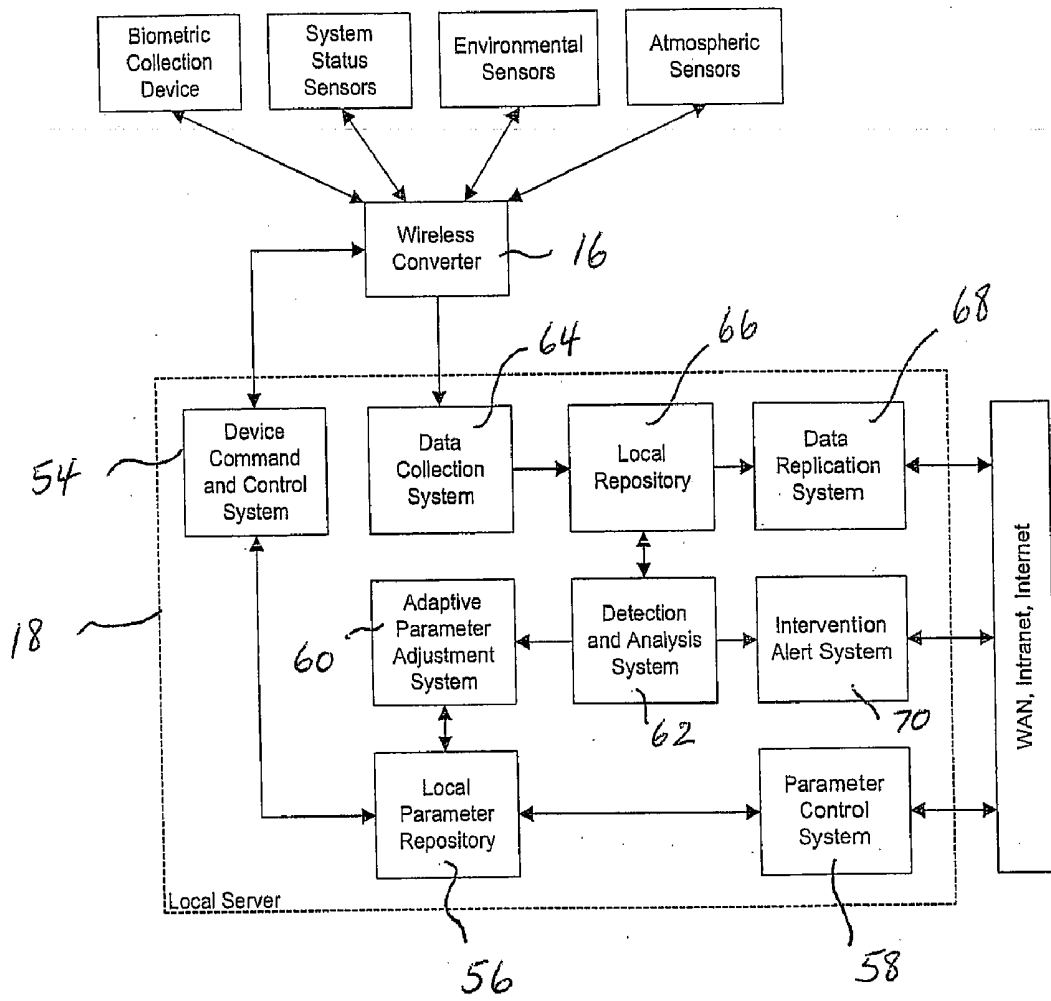 Biometric
Collection
Device
System
Status
Sensors
Environmental
Sensors
Atmospheric
Sensors
Wireless
Converter
16
64
66
68
Device
Command
and Control
System
54
Data
Collection
System
Local
Repository
Data
Replication
System
WAN, Intranet, Internet
18
Adaptive
Parameter
Adjustment
System
60
Detection
and Analysis
System
62
Intervention
Alert System
70
Local
Parameter
Repository
Parameter
Control
System
Local Server
56
58